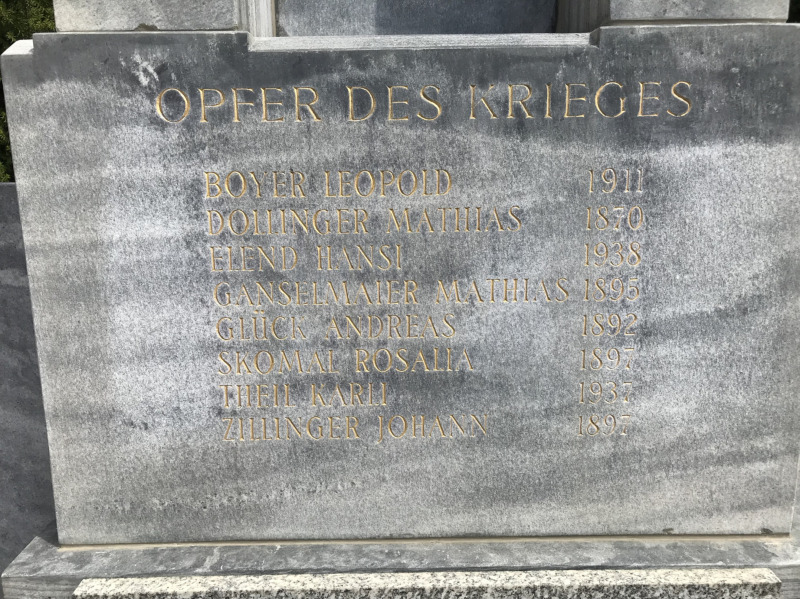 OPFER DES KRIEGES
BOYER LEOPOLD 1911
DOLLINGER MATHIAS 1870
ELEND HANSI 1938
GANSELMAIER MATHIAS 1895
GLÜCK ANDREAS 1892
SKOMAL ROSALIA 1897
THEIL KARLI 1937
ZILLINGER JOHANN 1897